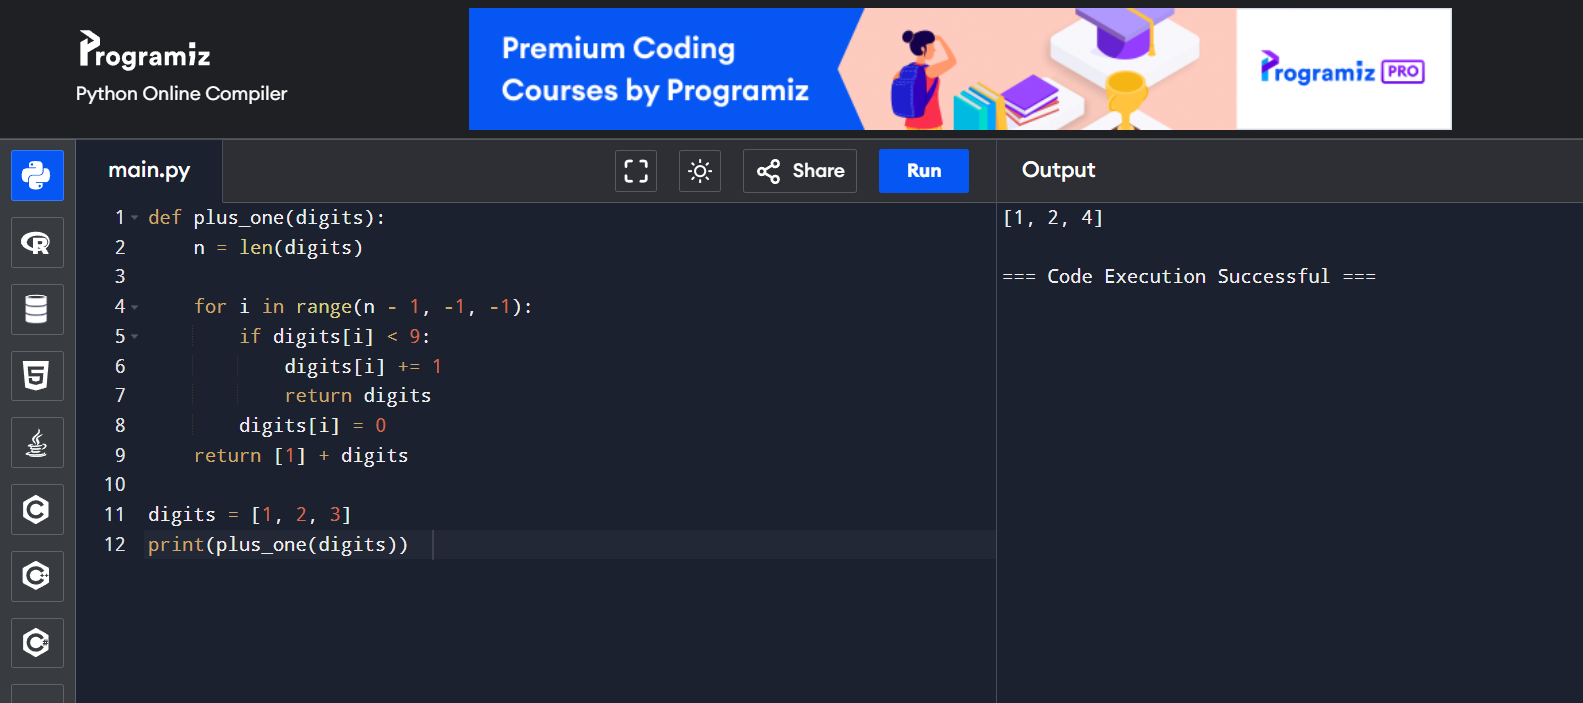 Programiz
Python Online Compiler
Premium Coding
Courses by Programiz
Programiz PRO
main.py
Share
Run
Output
1 def plus_one(digits):
2     n = len(digits)
3
4     for i in range(n - 1, -1, -1):
5         if digits[i] < 9:
6             digits[i] += 1
7             return digits
8         digits[i] = 0
9     return [1] + digits
10
11 digits = [1, 2, 3]
12 print(plus_one(digits))
[1, 2, 4]
=== Code Execution Successful ===
R
5
C
C++
C#